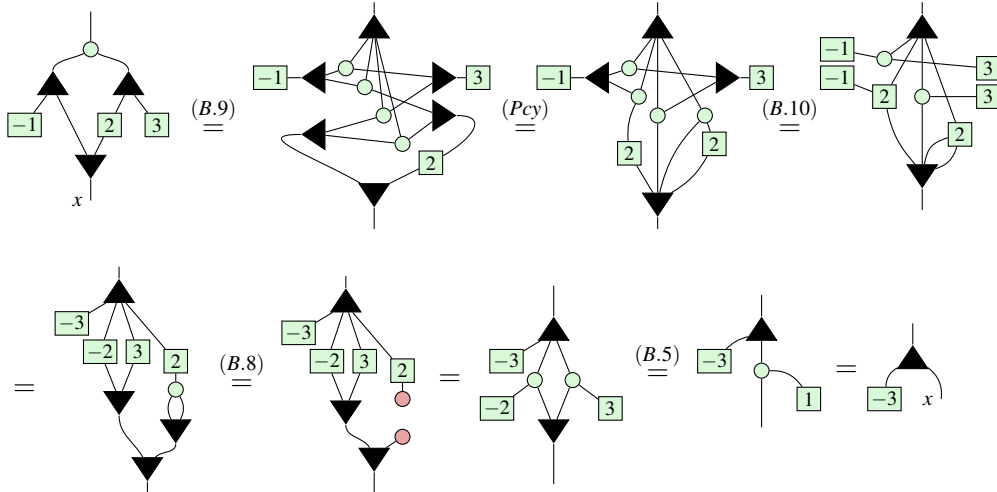 −1 2 3 x
(B.9)
=
−1 3 2
(Pcy)
=
−1 3 2 2
(B.10)
=
−1 3 −1 2 3 2
=
−3 −2 3 2
(B.8)
=
−3 −2 3 2
=
−3 −2 3
(B.5)
=
−3 1
=
−3 x